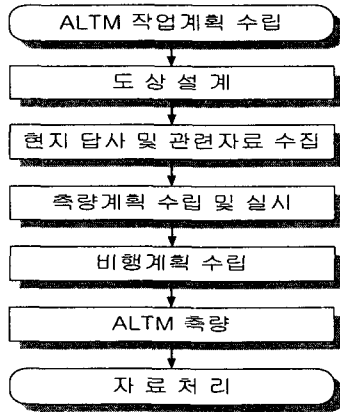 ALTM 작업계획 수립
도 상 설 계
현지 답사 및 관련자료 수집
측량계획 수립 및 실시
비행계획 수립
ALTM 측량
자 료 처 리